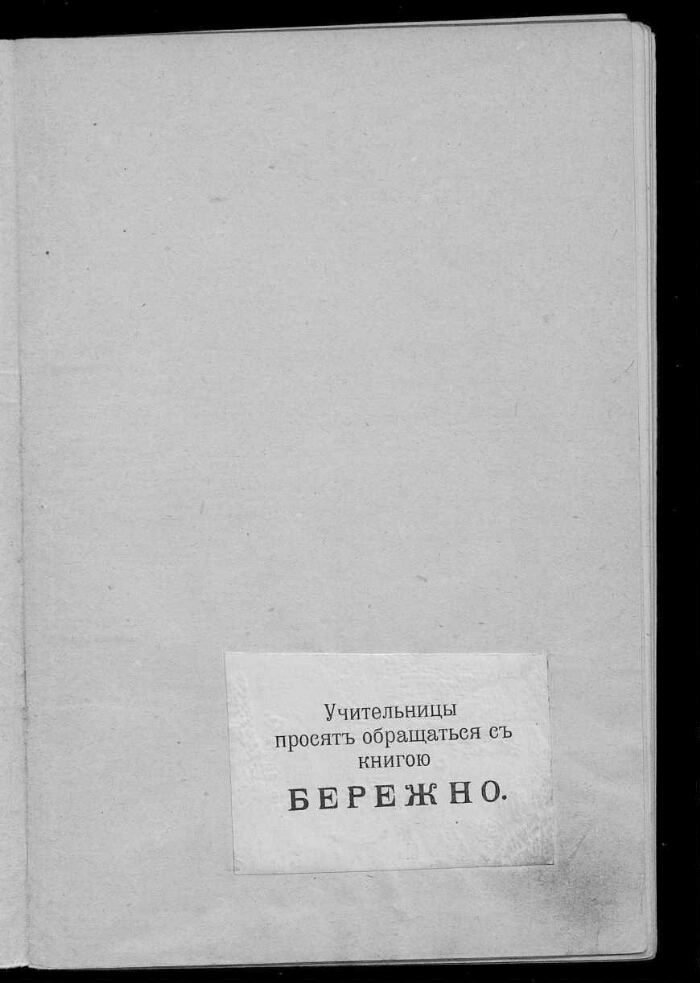 Учительницы
просятъ обращаться съ
книгою
БЕРЕЖНО.